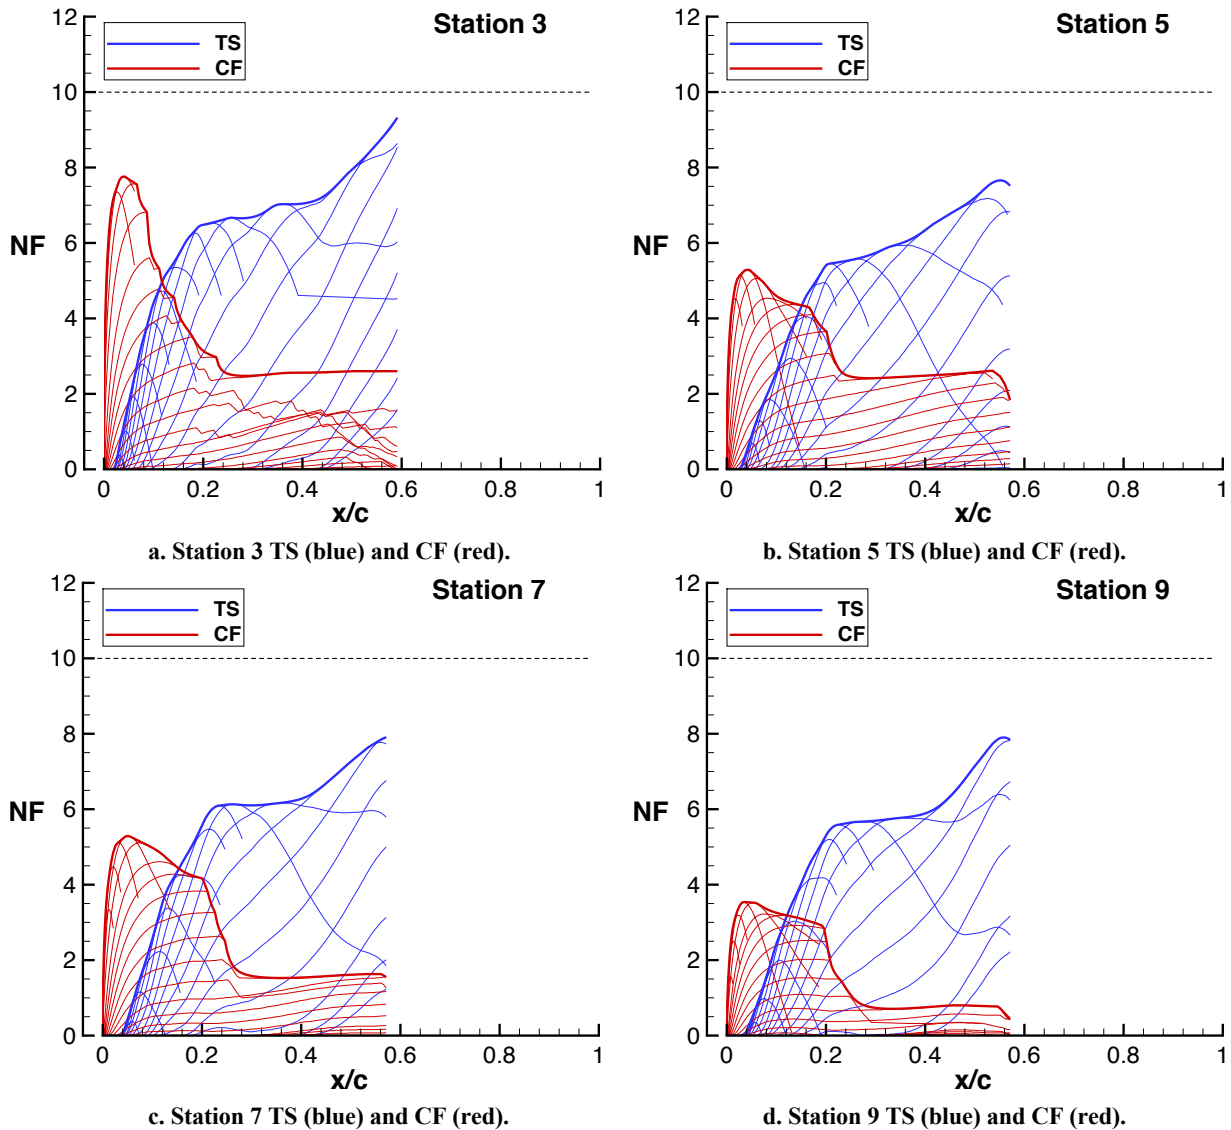 Station 3
12
10
8
6
4
2
0
NF
TS
CF
0
0.2
0.4
0.6
0.8
1
x/c
a. Station 3 TS (blue) and CF (red).
Station 5
12
10
8
6
4
2
0
NF
TS
CF
0
0.2
0.4
0.6
0.8
1
x/c
b. Station 5 TS (blue) and CF (red).
Station 7
12
10
8
6
4
2
0
NF
TS
CF
0
0.2
0.4
0.6
0.8
1
x/c
c. Station 7 TS (blue) and CF (red).
Station 9
12
10
8
6
4
2
0
NF
TS
CF
0
0.2
0.4
0.6
0.8
1
x/c
d. Station 9 TS (blue) and CF (red).